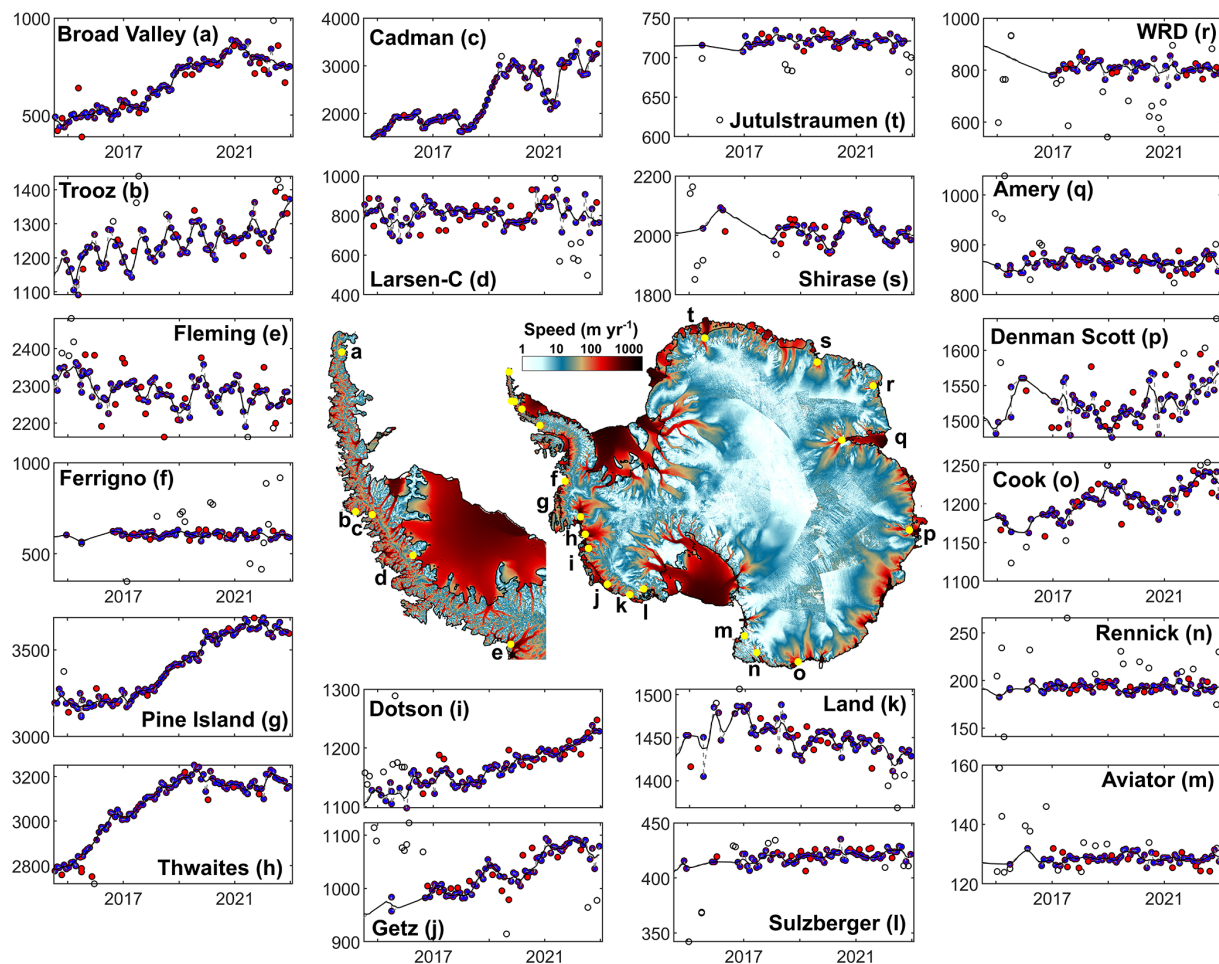 Broad Valley (a)
1000
500
2017
2021
Cadman (c)
4000
3000
2000
2017
2021
Jutulstraumen (t)
750
700
650
600
2017
2021
WRD (r)
1000
800
600
2017
2021
Trooz (b)
1400
1300
1200
1100
Larsen-C (d)
1000
800
600
400
Shirase (s)
2200
2000
1800
Amery (q)
1000
900
800
Fleming (e)
2400
2300
2200
Speed (m yr-1)
1
10
100
1000
Denman Scott (p)
1600
1550
1500
Ferrigno (f)
1000
500
Cook (o)
1250
1200
1150
1100
a
b
c
d
e
t
s
r
q
f
g
h
i
j
k
l
m
n
o
p
Pine Island (g)
3500
3000
Rennick (n)
250
200
150
Dotson (i)
1300
1200
1100
Land (k)
1500
1450
1400
Thwaites (h)
3200
3000
2800
2017
2021
Getz (j)
1100
1000
900
2017
2021
Sulzberger (l)
450
400
350
2017
2021
Aviator (m)
160
140
120
2017
2021